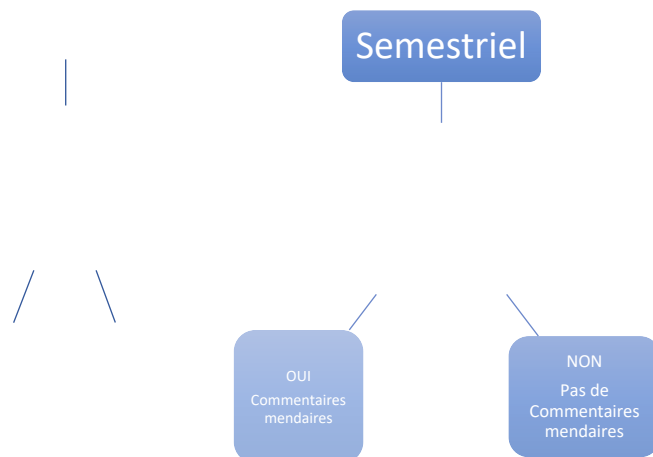 Semestriel
OUI
Commentaires
mendaires
NON
Pas de
Commentaires
mendaires